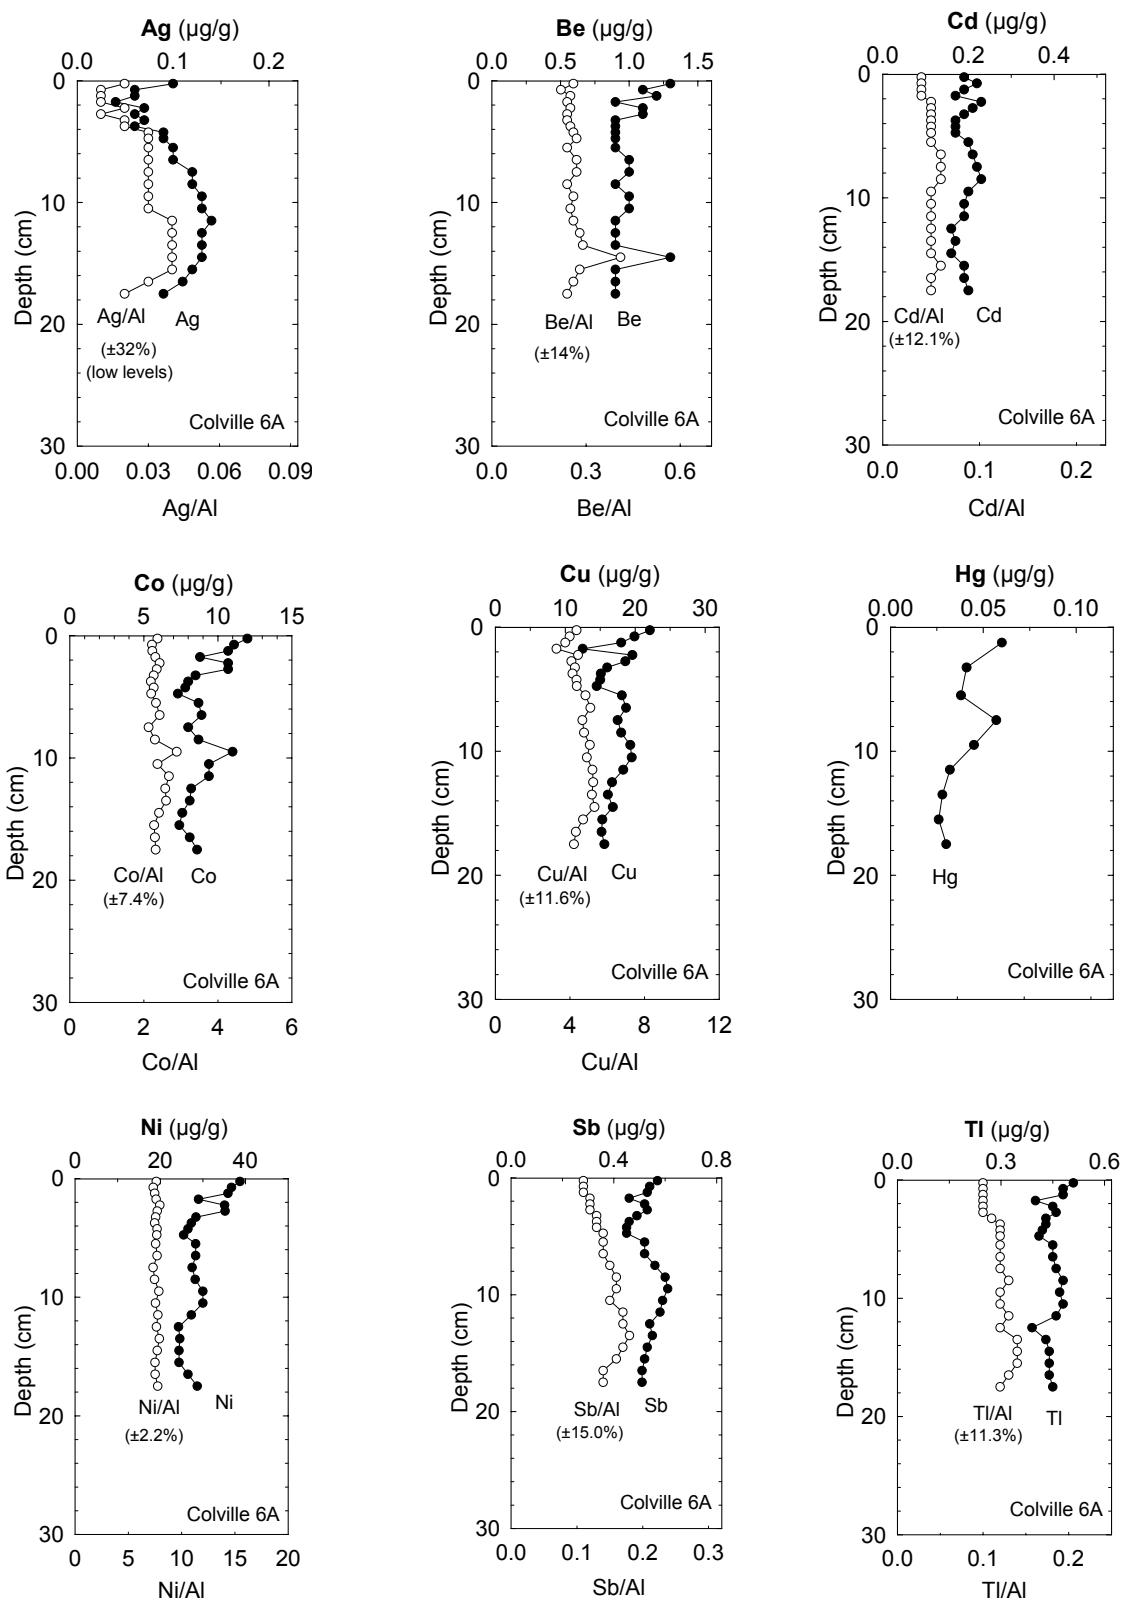 Ag (µg/g)
0.0 0.1 0.2
0
10
20
30
Depth (cm)
Ag/Al Ag
(±32%)
(low levels)
Colville 6A
0.00 0.03 0.06 0.09
Ag/Al
Be (µg/g)
0.0 0.5 1.0 1.5
0
10
20
30
Depth (cm)
Be/Al Be
(±14%)
Colville 6A
0.0 0.3 0.6
Be/Al
Cd (µg/g)
0.0 0.2 0.4
0
10
20
30
Depth (cm)
Cd/Al Cd
(±12.1%)
Colville 6A
0.0 0.1 0.2
Cd/Al
Co (µg/g)
0 5 10 15
0
10
20
30
Depth (cm)
Co/Al Co
(±7.4%)
Colville 6A
0 2 4 6
Co/Al
Cu (µg/g)
0 10 20 30
0
10
20
30
Depth (cm)
Cu/Al Cu
(±11.6%)
Colville 6A
0 4 8 12
Cu/Al
Hg (µg/g)
0.00 0.05 0.10
0
10
20
30
Depth (cm)
Hg
Colville 6A
Ni (µg/g)
0 20 40
0
10
20
30
Depth (cm)
Ni/Al Ni
(±2.2%)
Colville 6A
0 5 10 15 20
Ni/Al
Sb (µg/g)
0.0 0.4 0.8
0
10
20
30
Depth (cm)
Sb/Al Sb
(±15.0%)
Colville 6A
0.0 0.1 0.2 0.3
Sb/Al
Tl (µg/g)
0.0 0.3 0.6
0
10
20
30
Depth (cm)
Tl/Al Tl
(±11.3%)
Colville 6A
0.0 0.1 0.2
Tl/Al